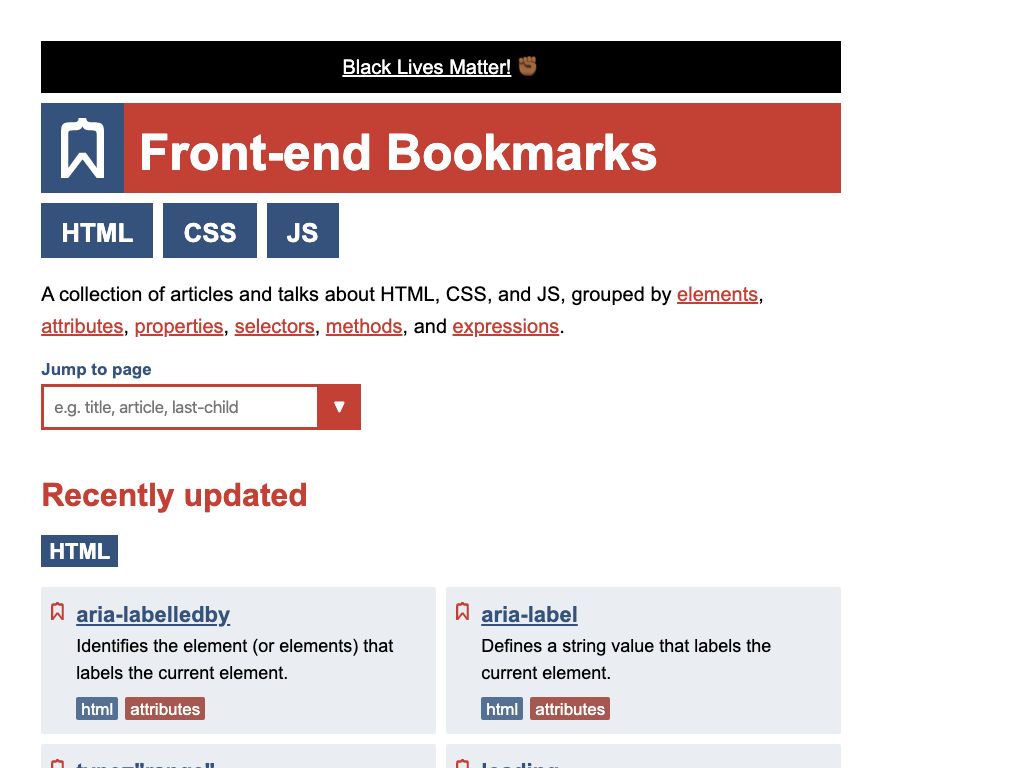 Black Lives Matter! ✊🏾
Front-end Bookmarks
HTML CSS JS
A collection of articles and talks about HTML, CSS, and JS, grouped by elements,
attributes, properties, selectors, methods, and expressions.
Jump to page
e.g. title, article, last-child ▼
Recently updated
HTML
aria-labelledby
Identifies the element (or elements) that
labels the current element.
html attributes
aria-label
Defines a string value that labels the
current element.
html attributes
type="range"
loading